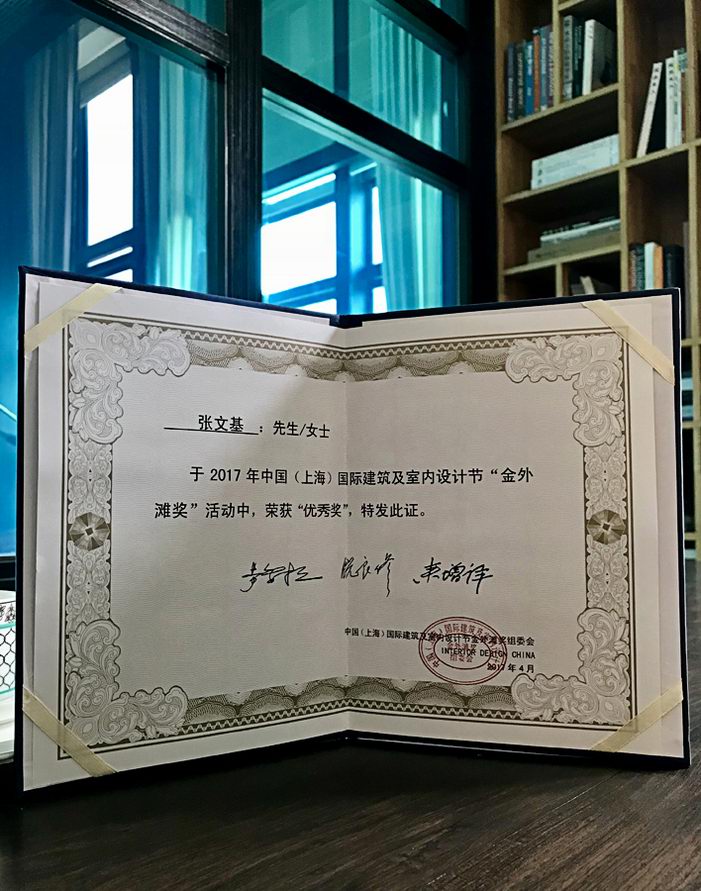 张文基 ：先生/女士
于 2017 年中国（上海）国际建筑及室内设计节“金外
滩奖”活动中，荣获“优秀奖”，特发此证。
中国（上海）国际建筑及室内设计节金外滩奖组委会
INTERIOR DESIGN CHINA
2017 年 4 月